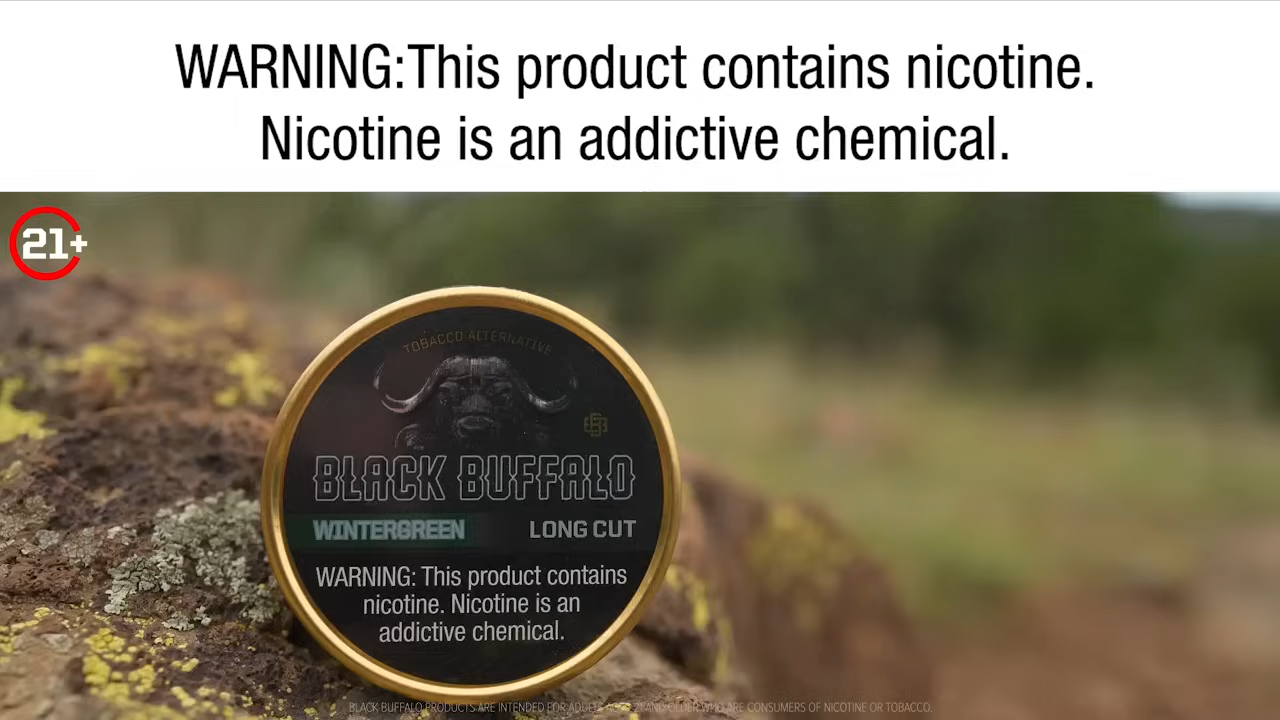 WARNING:This product contains nicotine.
Nicotine is an addictive chemical.
21+
TOBACCO ALTERNATIVE
BLACK BUFFALO
WINTERGREEN LONG CUT
WARNING: This product contains
nicotine. Nicotine is an
addictive chemical.
BLACK BUFFALO PRODUCTS ARE INTENDED FOR ADULTS AGED 21 AND OLDER WHO ARE CONSUMERS OF NICOTINE OR TOBACCO.